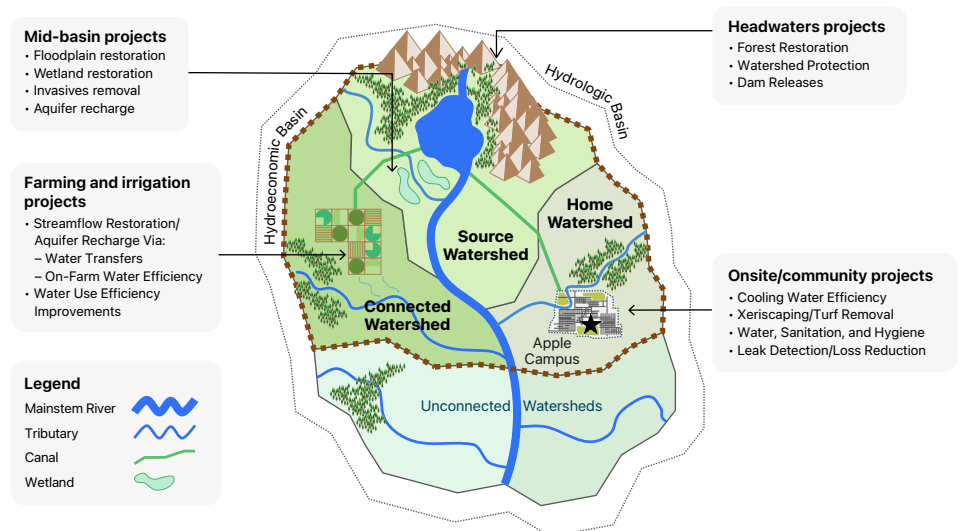 Mid-basin projects
• Floodplain restoration
• Wetland restoration
• Invasives removal
• Aquifer recharge
Headwaters projects
• Forest Restoration
• Watershed Protection
• Dam Releases
Hydrologic Basin
Hydroeconomic Basin
Farming and irrigation
projects
• Streamflow Restoration/
Aquifer Recharge Via:
– Water Transfers
– On-Farm Water Efficiency
• Water Use Efficiency
Improvements
Home
Watershed
Source
Watershed
Connected
Watershed
Apple
Campus
Onsite/community projects
• Cooling Water Efficiency
• Xeriscaping/Turf Removal
• Water, Sanitation, and Hygiene
• Leak Detection/Loss Reduction
Unconnected Watersheds
Legend
Mainstem River
Tributary
Canal
Wetland